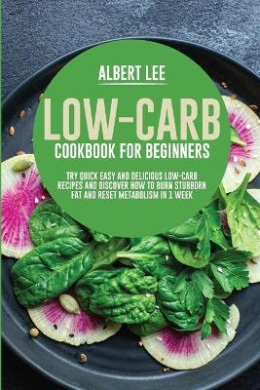 ALBERT LEE
LOW-CARB
COOKBOOK FOR BEGINNERS
TRY QUICK EASY AND DELICIOUS LOW-CARB
RECIPES AND DISCOVER HOW TO BURN STUBBORN
FAT AND RESET METABOLISM IN 1 WEEK